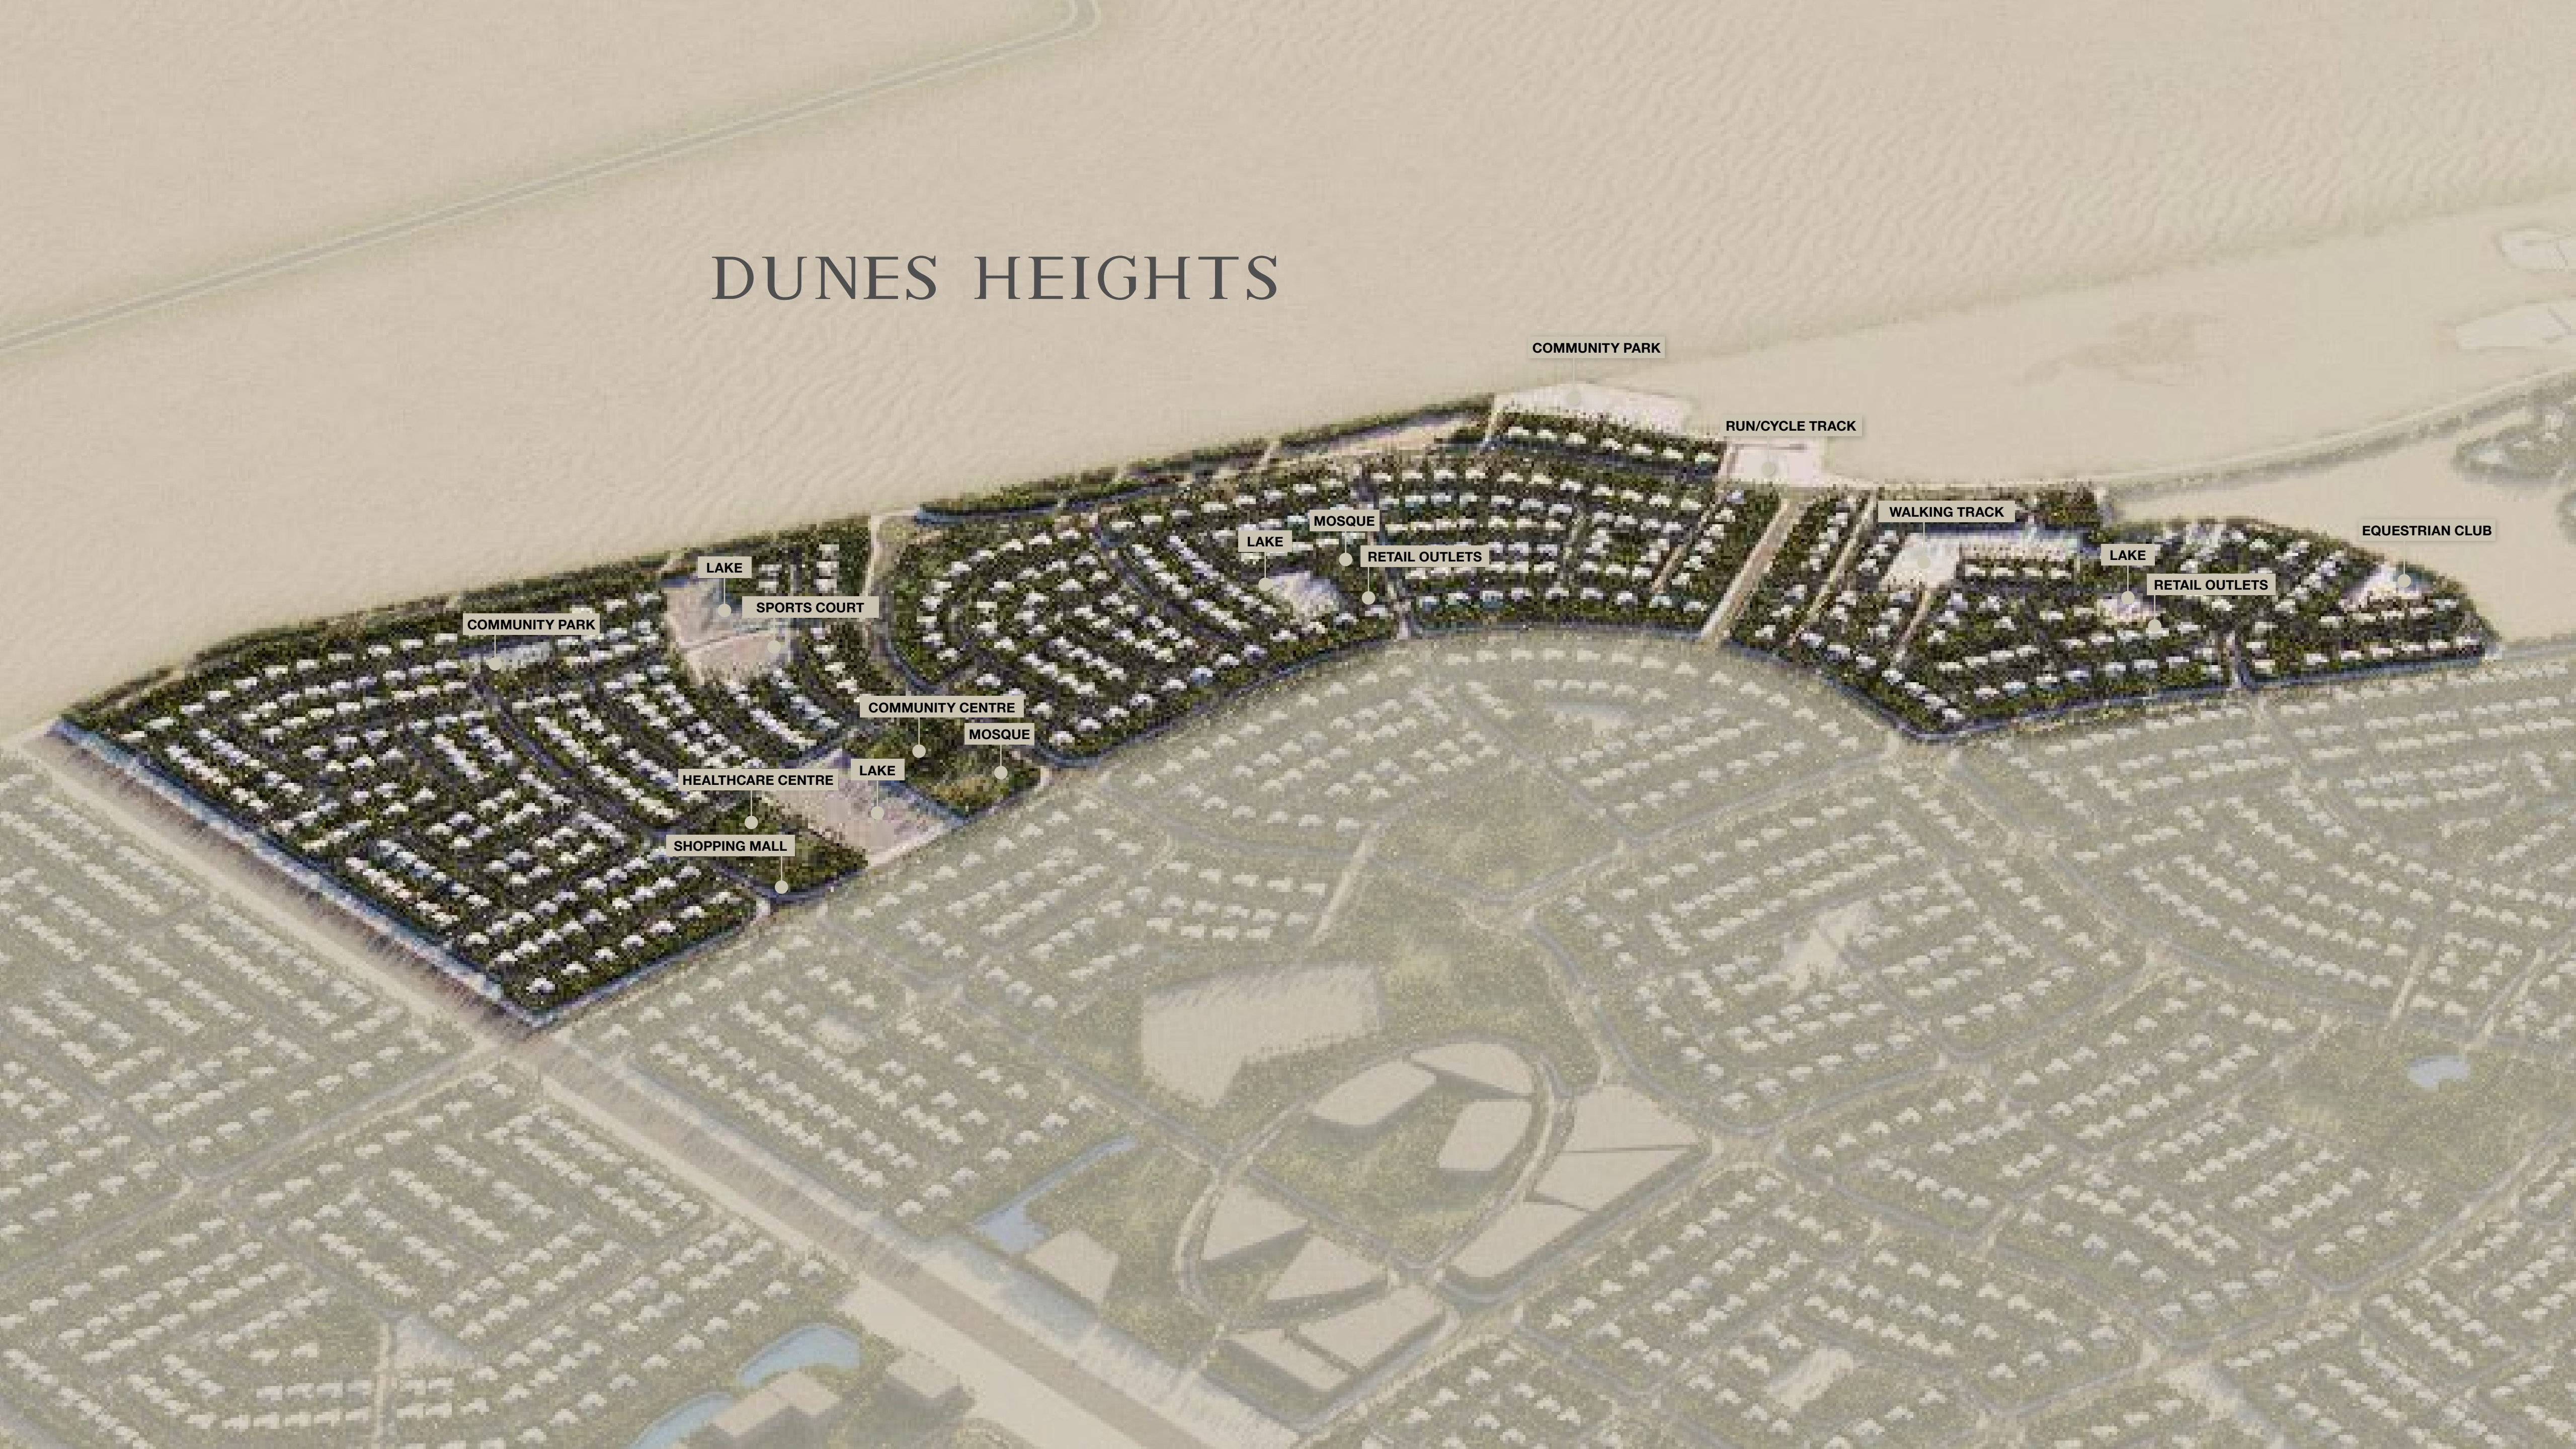 DUNES HEIGHTS
COMMUNITY PARK
RUN/CYCLE TRACK
WALKING TRACK
MOSQUE
EQUESTRIAN CLUB
LAKE
RETAIL OUTLETS
LAKE
LAKE
RETAIL OUTLETS
SPORTS COURT
COMMUNITY PARK
COMMUNITY CENTRE
MOSQUE
LAKE
HEALTHCARE CENTRE
SHOPPING MALL